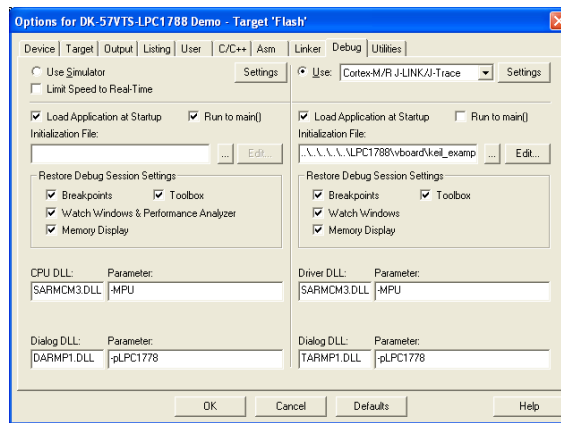 Options for DK-57VTS-LPC1788 Demo - Target 'Flash'
Device Target Output Listing User C/C++ Asm Linker Debug Utilities
Use Simulator Settings
Limit Speed to Real-Time
Use: Cortex-M/R J-LINK/J-Trace Settings
Load Application at Startup Run to main()
Initialization File:
... Edit...
Load Application at Startup Run to main()
Initialization File:
..\..\..\..\..\LPC1788\vboard\keil_examp ... Edit...
Restore Debug Session Settings
Breakpoints Toolbox
Watch Windows & Performance Analyzer
Memory Display
Restore Debug Session Settings
Breakpoints Toolbox
Watch Windows
Memory Display
CPU DLL: Parameter:
SARMCM3.DLL -MPU
Driver DLL: Parameter:
SARMCM3.DLL -MPU
Dialog DLL: Parameter:
DARMP1.DLL -pLPC1778
Dialog DLL: Parameter:
TARMP1.DLL -pLPC1778
OK Cancel Defaults Help